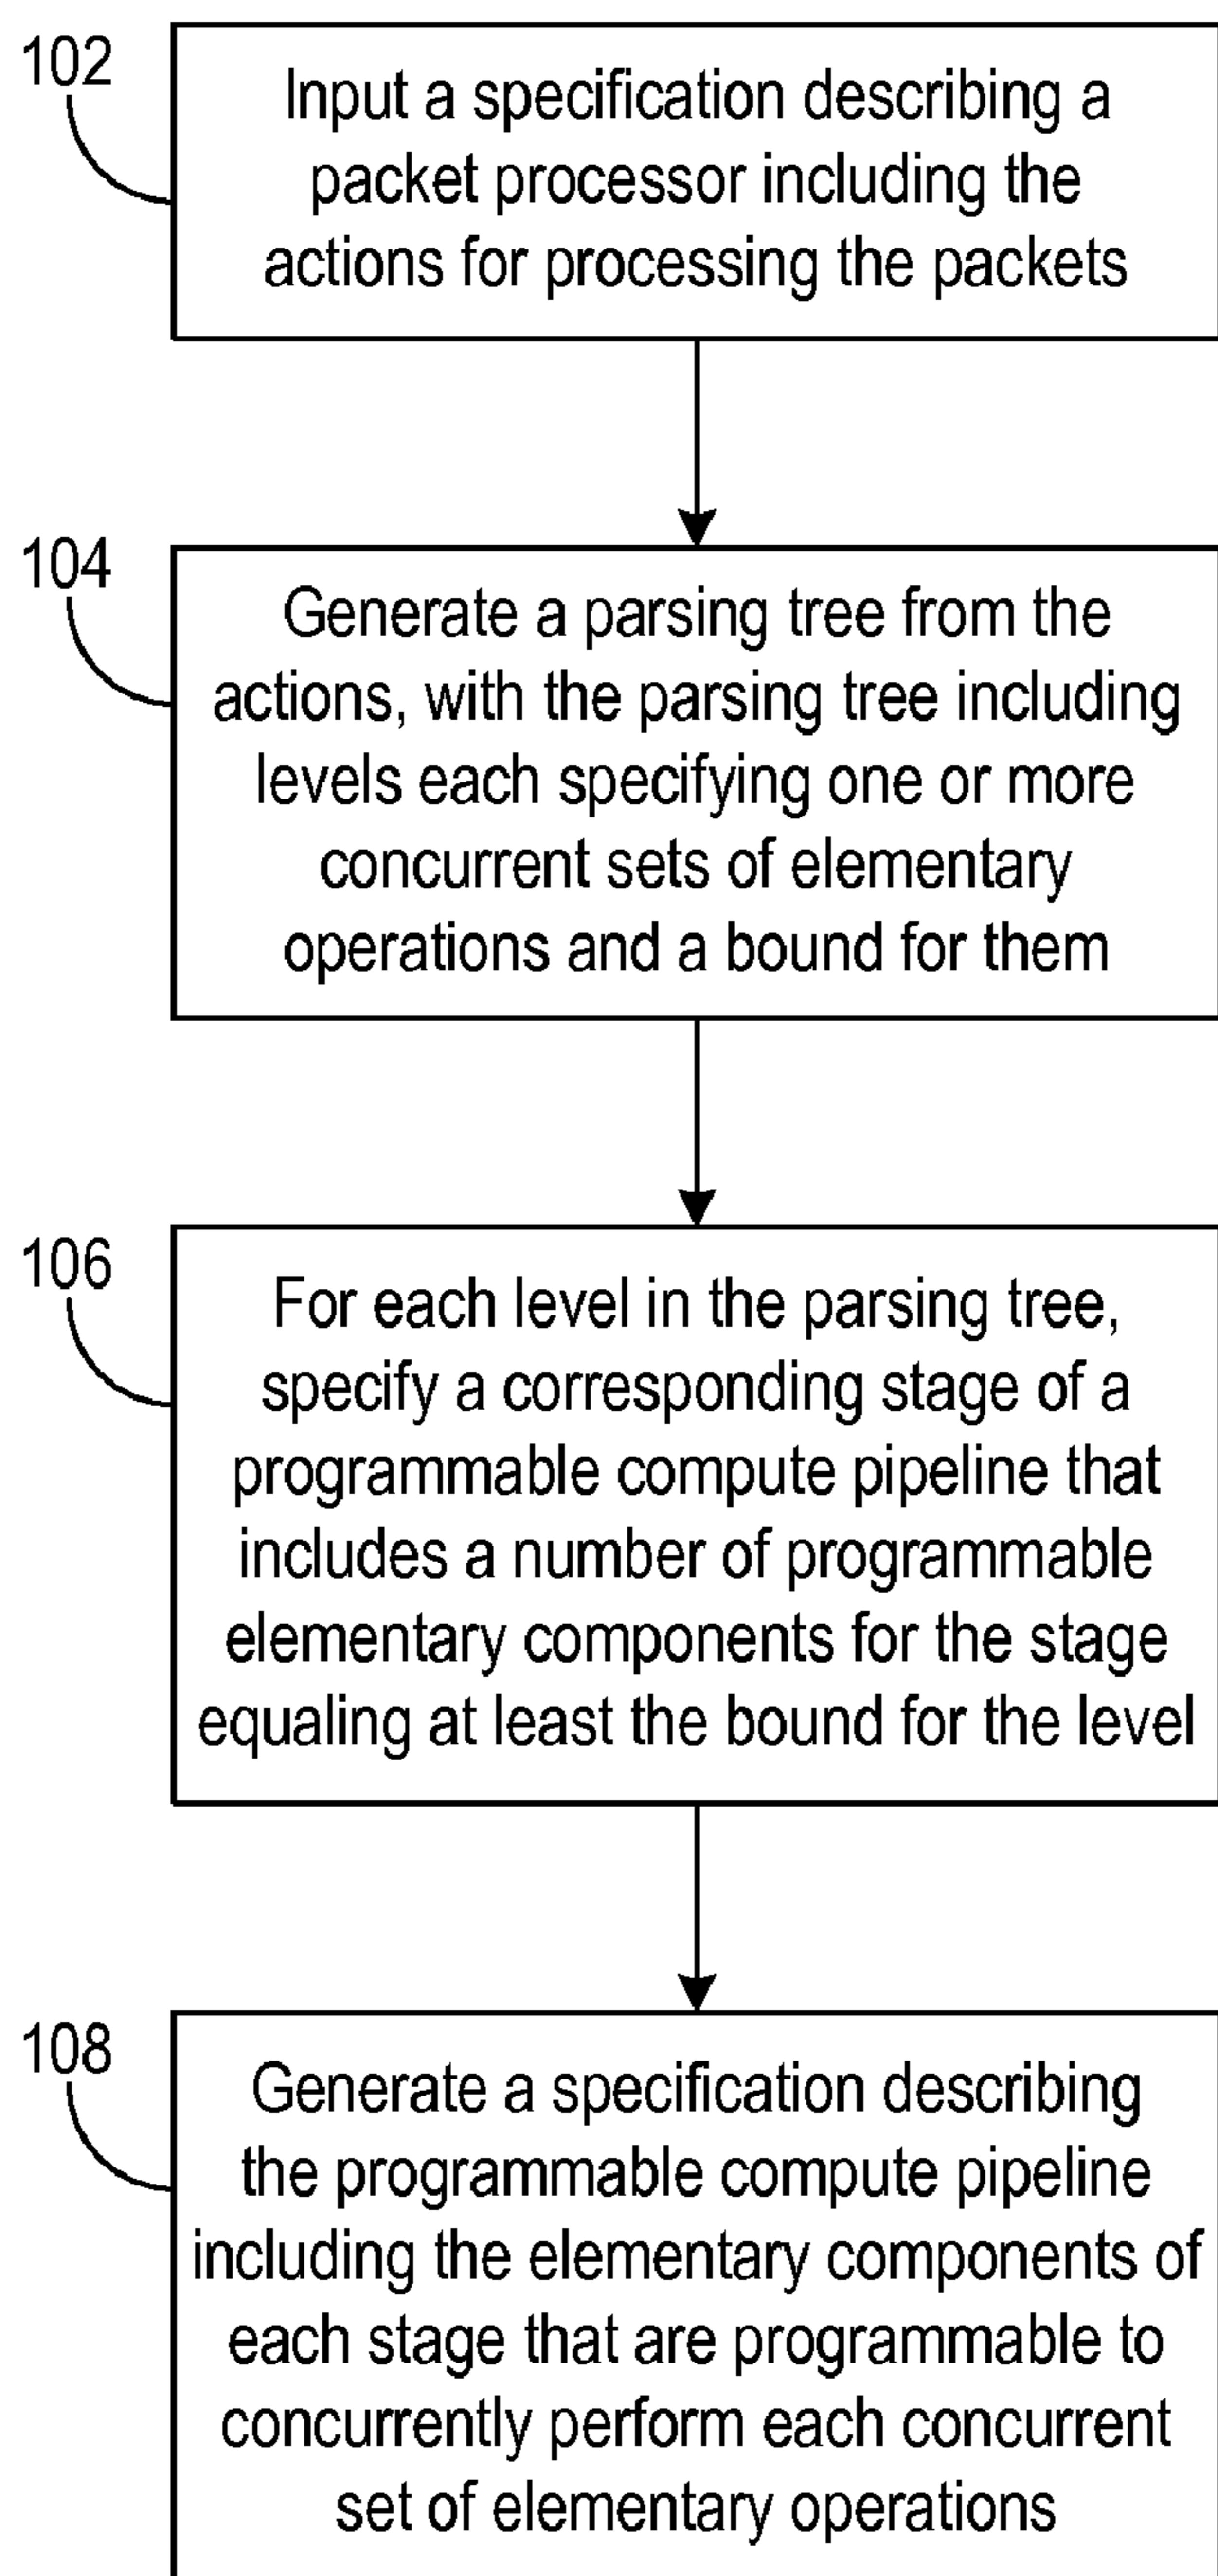 102
Input a specification describing a
packet processor including the
actions for processing the packets
104
Generate a parsing tree from the
actions, with the parsing tree including
levels each specifying one or more
concurrent sets of elementary
operations and a bound for them
106
For each level in the parsing tree,
specify a corresponding stage of a
programmable compute pipeline that
includes a number of programmable
elementary components for the stage
equaling at least the bound for the level
108
Generate a specification describing
the programmable compute pipeline
including the elementary components of
each stage that are programmable to
concurrently perform each concurrent
set of elementary operations